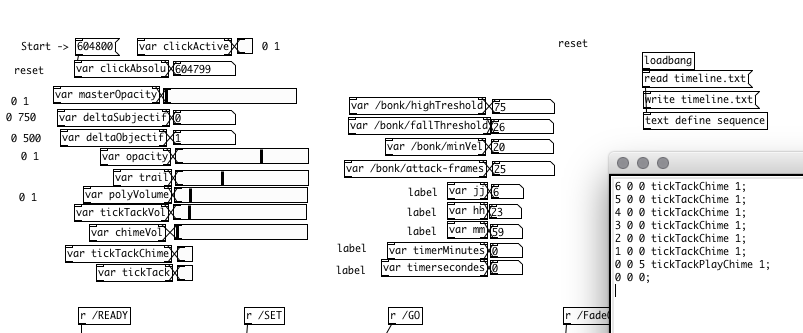 reset
Start -> 604800 var clickActive 0 1
loadbang
reset var clickAbsolu 604799
read timeline.txt
0 1 var masterOpacity
write timeline.txt
var /bonk/highTreshold 75
0 750 var deltaSubjectif 0
text define sequence
var /bonk/fallThreshold 26
0 500 var deltaObjectif 1
var /bonk/minVel 20
0 1 var opacity
var /bonk/attack-frames 25
var trail
label var jj 6
0 1 var polyVolume
label var hh 23
var tickTackVol
label var mm 59
var chimeVol
label var timerMinutes 0
var tickTackChime
label var timersecondes 0
var tickTack
6 0 0 tickTackChime 1;
5 0 0 tickTackChime 1;
4 0 0 tickTackChime 1;
3 0 0 tickTackChime 1;
2 0 0 tickTackChime 1;
1 0 0 tickTackChime 1;
0 0 5 tickTackPlayChime 1;
0 0 0;
r /READY r /SET r /GO r /Fade